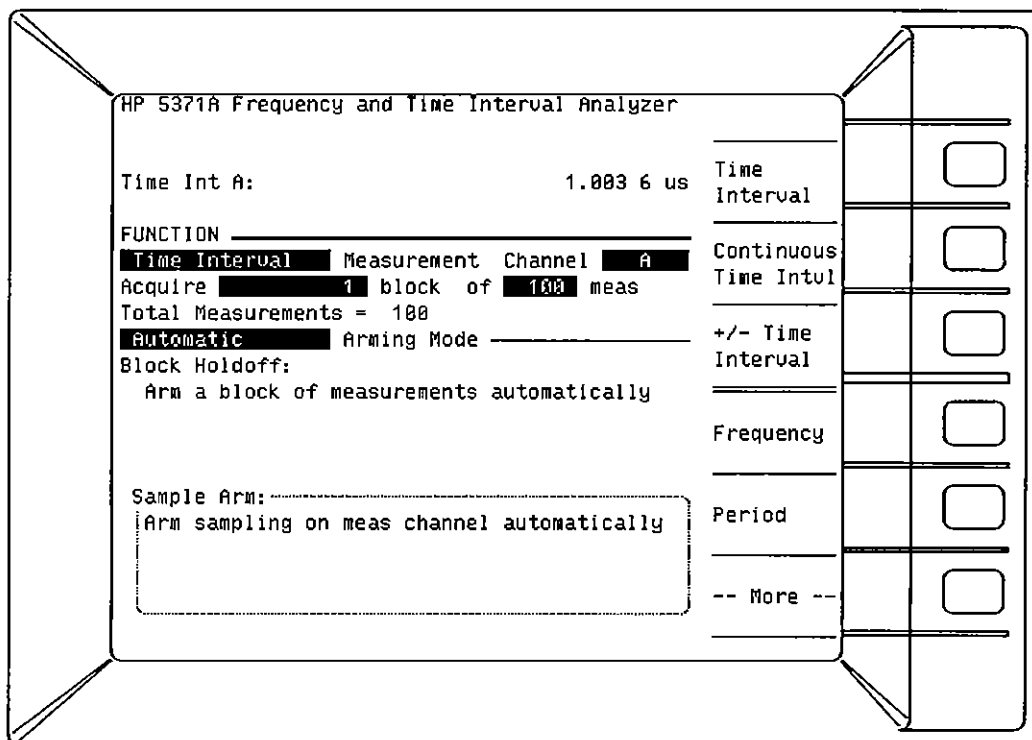 HP 5371A Frequency and Time Interval Analyzer
Time Int A: 1.003 6 us
FUNCTION
Time Interval Measurement Channel A
Acquire 1 block of 100 meas
Total Measurements = 100
Automatic Arming Mode
Block Holdoff:
Arm a block of measurements automatically
Sample Arm:
Arm sampling on meas channel automatically
Time
Interval
Continuous
Time Intvl
+/- Time
Interval
Frequency
Period
-- More --